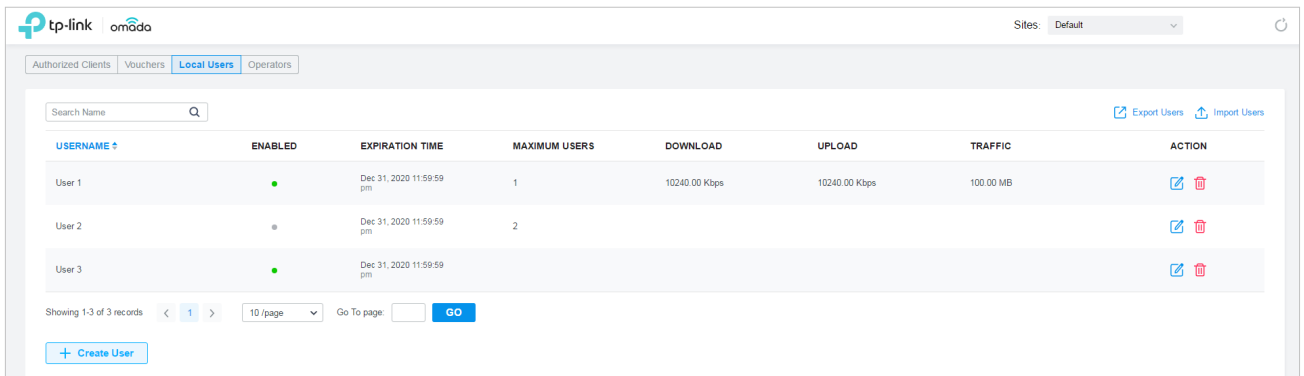 tp-link omada Sites: Default
Authorized Clients Vouchers Local Users Operators
Search Name Export Users Import Users
USERNAME ENABLED EXPIRATION TIME MAXIMUM USERS DOWNLOAD UPLOAD TRAFFIC ACTION
User 1 Dec 31, 2020 11:59:59 pm 1 10240.00 Kbps 10240.00 Kbps 100.00 MB
User 2 Dec 31, 2020 11:59:59 pm 2
User 3 Dec 31, 2020 11:59:59 pm
Showing 1-3 of 3 records < 1 > 10 /page Go To page: GO
+ Create User